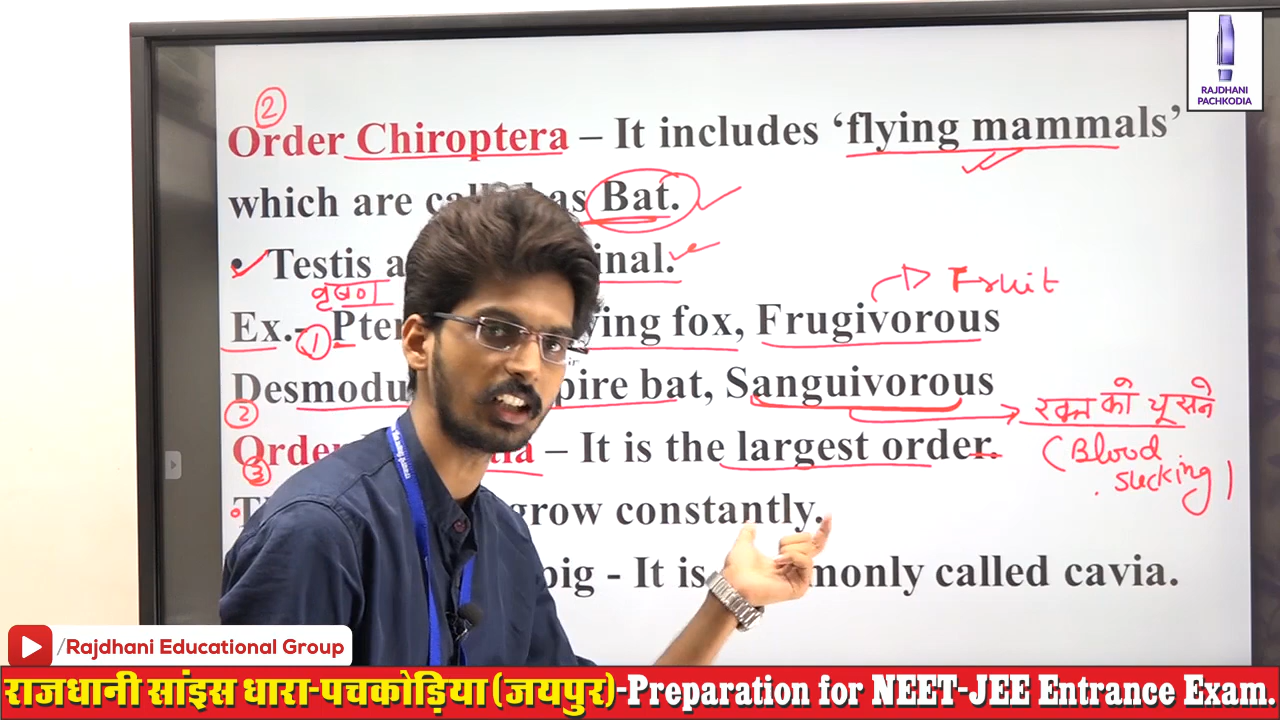 RAJDHANI
PACHKODIA
2
Order Chiroptera – It includes ‘flying mammals’
which are as Bat.
• Testis inal.
वृषण
Fruit
Ex.- 1 Pter ing fox, Frugivorous
Desmodu pire bat, Sanguivorous
रक्त को चूसने
2
Order – It is the largest order.
(Blood
sucking)
3
grow constantly.
pig - It is monly called cavia.
/Rajdhani Educational Group
राजधानी सांइस धारा-पचकोड़िया (जयपुर)-Preparation for NEET-JEE Entrance Exam.